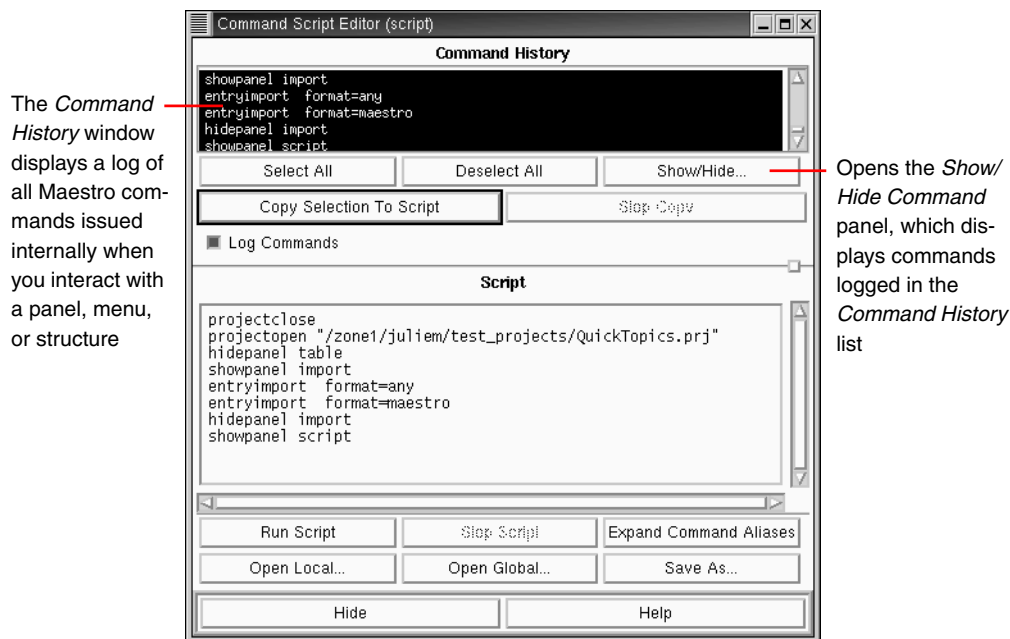 Command Script Editor (script)
Command History
showpanel import
entryimport  format=any
entryimport  format=maestro
hidepanel import
showpanel script
The Command
History window
displays a log of
all Maestro com-
mands issued
internally when
you interact with
a panel, menu,
or structure
Select All
Deselect All
Show/Hide...
Opens the Show/
Hide Command
panel, which dis-
plays commands
logged in the
Command History
list
Copy Selection To Script
Stop Copy
Log Commands
Script
projectclose
projectopen "/zone1/juliem/test_projects/QuickTopics.prj"
hidepanel table
showpanel import
entryimport  format=any
entryimport  format=maestro
hidepanel import
showpanel script
Run Script
Stop Script
Expand Command Aliases
Open Local...
Open Global...
Save As...
Hide
Help